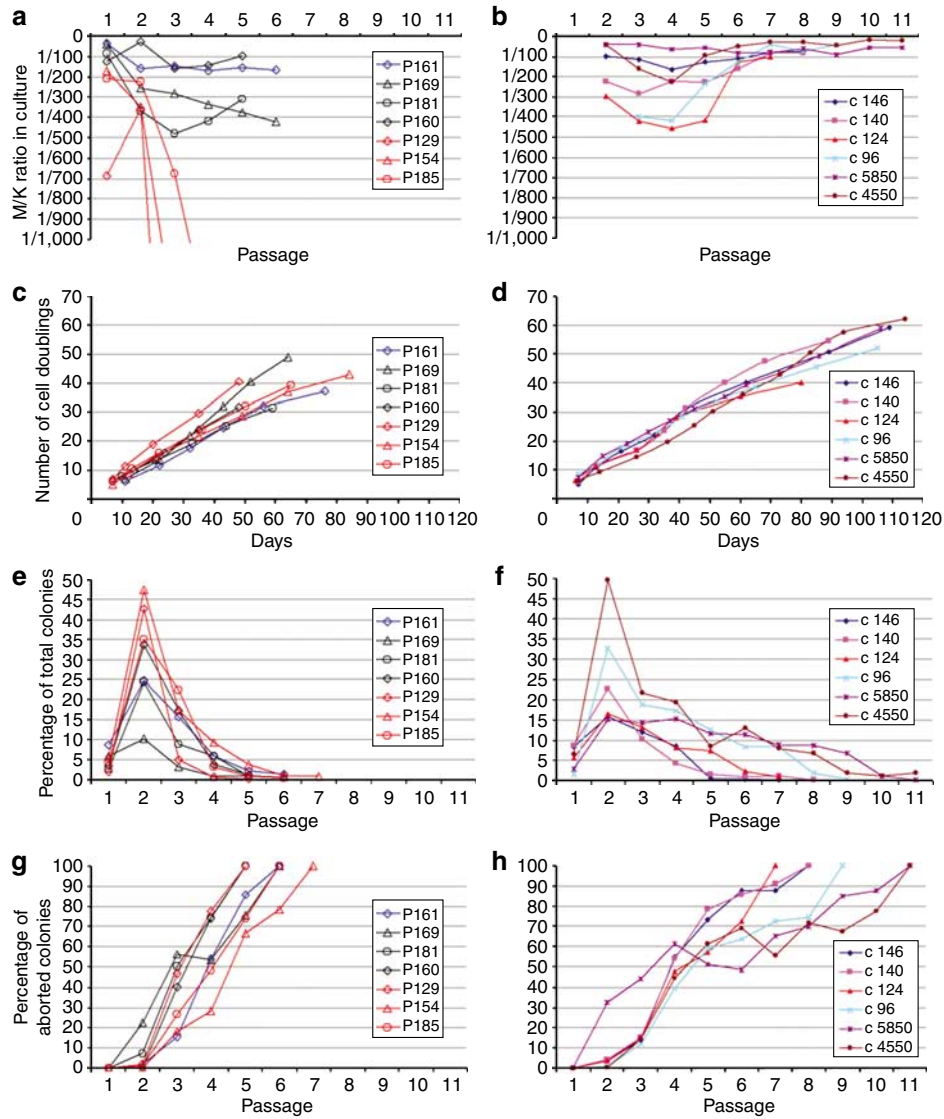 a
1 2 3 4 5 6 7 8 9 10 11
0
1/100
1/200
1/300
1/400
1/500
1/600
1/700
1/800
1/900
1/1,000
M/K ratio in culture
Passage
P161
P169
P181
P160
P129
P154
P185
b
1 2 3 4 5 6 7 8 9 10 11
0
1/100
1/200
1/300
1/400
1/500
1/600
1/700
1/800
1/900
1/1,000
Passage
c 146
c 140
c 124
c 96
c 5850
c 4550
c
Number of cell doublings
70
60
50
40
30
20
10
0 10 20 30 40 50 60 70 80 90 100 110 120
Days
P161
P169
P181
P160
P129
P154
P185
d
70
60
50
40
30
20
10
0 10 20 30 40 50 60 70 80 90 100 110 120
Days
c 146
c 140
c 124
c 96
c 5850
c 4550
e
Percentage of total colonies
50
45
40
35
30
25
20
15
10
5
0
1 2 3 4 5 6 7 8 9 10 11
Passage
P161
P169
P181
P160
P129
P154
P185
f
50
45
40
35
30
25
20
15
10
5
0
1 2 3 4 5 6 7 8 9 10 11
Passage
c 146
c 140
c 124
c 96
c 5850
c 4550
g
Percentage of
aborted colonies
100
90
80
70
60
50
40
30
20
10
0
1 2 3 4 5 6 7 8 9 10 11
Passage
P161
P169
P181
P160
P129
P154
P185
h
100
90
80
70
60
50
40
30
20
10
0
1 2 3 4 5 6 7 8 9 10 11
Passage
c 146
c 140
c 124
c 96
c 5850
c 4550